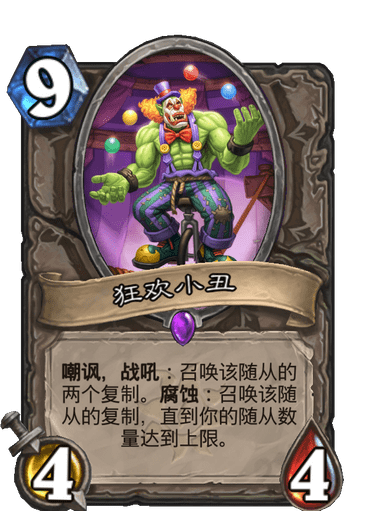 9
狂欢小丑
嘲讽，战吼：召唤该随从的
两个复制。腐蚀：召唤该随
从的复制，直到你的随从数
量达到上限。
4
4